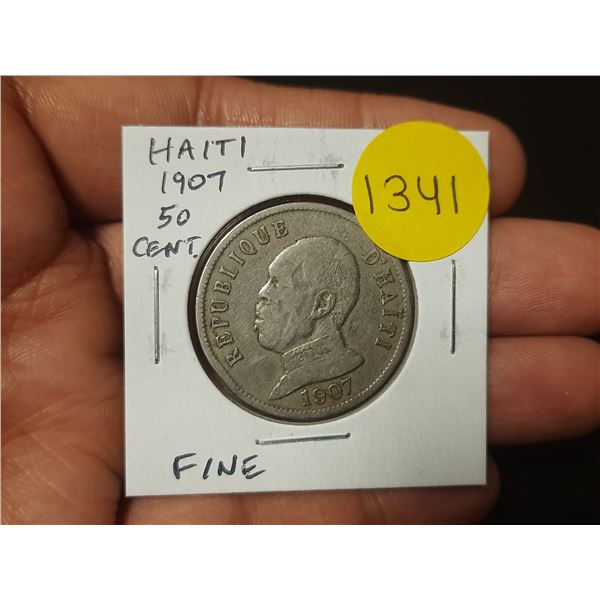 HAITI
1907
50
CENT.
1341
REPUBLIQUE D'HAITI
1907
FINE